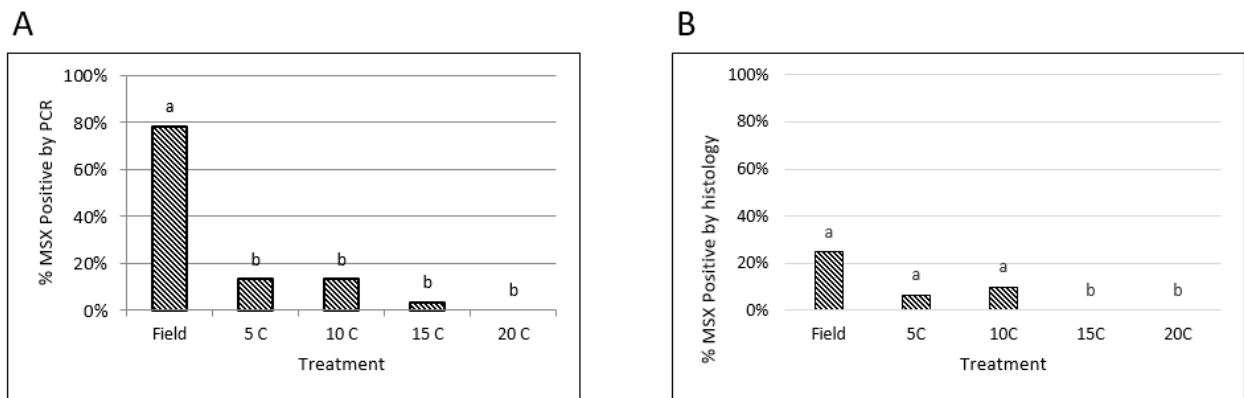 A
% MSX Positive by PCR
100%
80%
60%
40%
20%
0%
a
b
b
b
b
Field
5 C
10 C
15 C
20 C
Treatment
B
% MSX Positive by histology
100%
80%
60%
40%
20%
0%
a
a
a
b
b
Field
5C
10C
15C
20C
Treatment